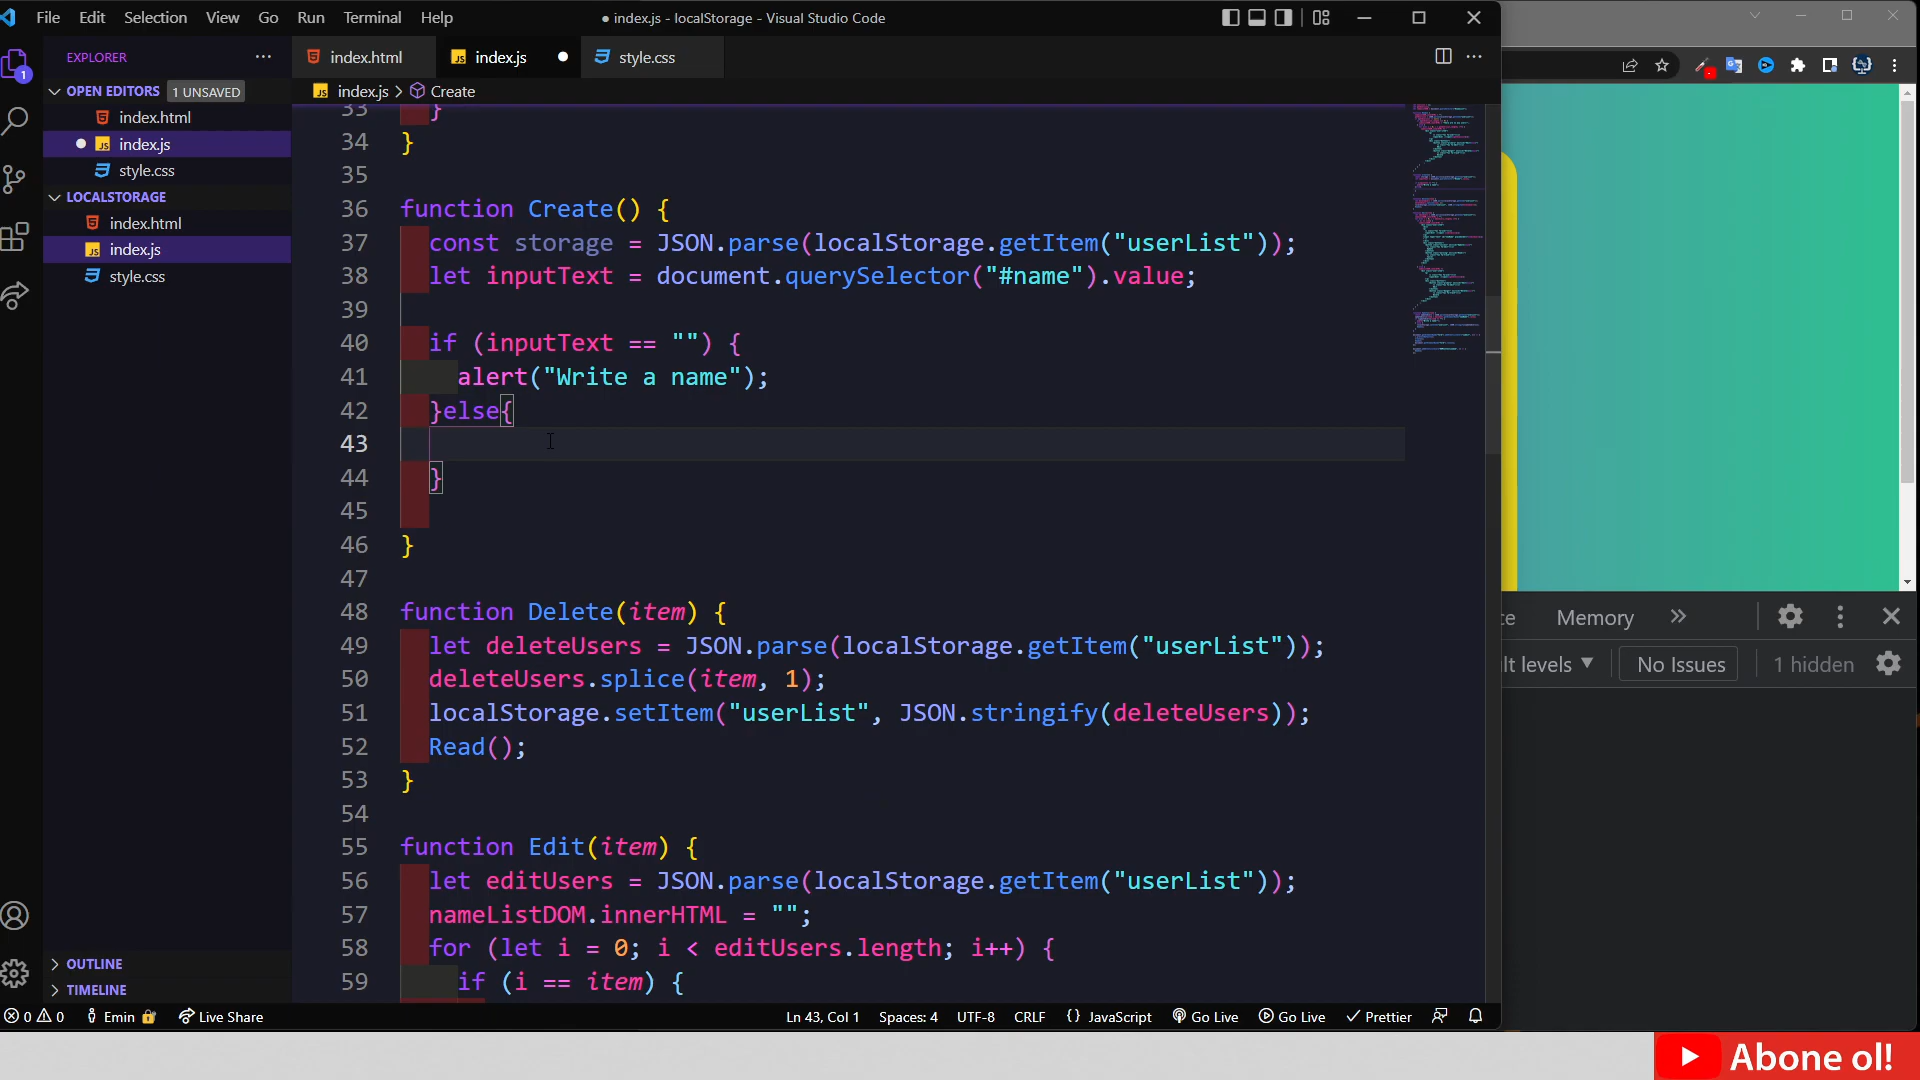 File Edit Selection View Go Run Terminal Help
● index.js - localStorage - Visual Studio Code
EXPLORER
index.html
index.js
style.css
OPEN EDITORS 1 UNSAVED
index.js > Create
index.html
index.js
style.css
LOCALSTORAGE
index.html
index.js
style.css
33 }
34 }
35
36 function Create() {
37 const storage = JSON.parse(localStorage.getItem("userList"));
38 let inputText = document.querySelector("#name").value;
39
40 if (inputText == "") {
41 alert("Write a name");
42 }else{
43
44 }
45
46 }
47
48 function Delete(item) {
49 let deleteUsers = JSON.parse(localStorage.getItem("userList"));
50 deleteUsers.splice(item, 1);
51 localStorage.setItem("userList", JSON.stringify(deleteUsers));
52 Read();
53 }
54
55 function Edit(item) {
56 let editUsers = JSON.parse(localStorage.getItem("userList"));
57 nameListDOM.innerHTML = "";
58 for (let i = 0; i < editUsers.length; i++) {
59 if (i == item) {
1
OUTLINE
TIMELINE
0 0 Emin Live Share
Ln 43, Col 1 Spaces: 4 UTF-8 CRLF {} JavaScript Go Live Go Live Prettier
Memory
lt levels ▼ No Issues 1 hidden
Abone ol!